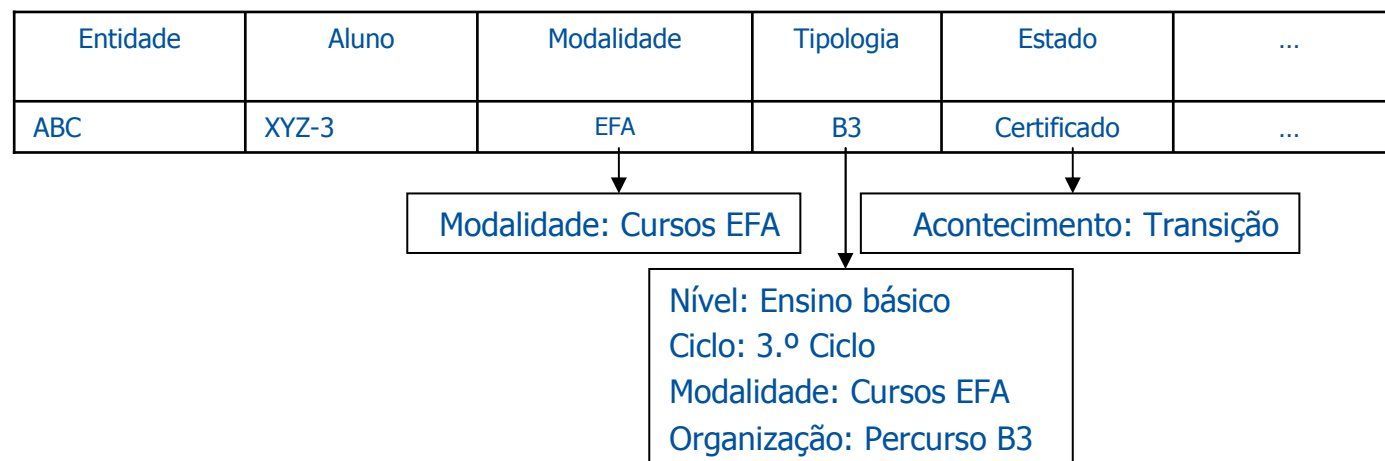 Entidade Aluno Modalidade Tipologia Estado ...
ABC XYZ-3 EFA B3 Certificado ...
Modalidade: Cursos EFA
Acontecimento: Transição
Nível: Ensino básico
Ciclo: 3.º Ciclo
Modalidade: Cursos EFA
Organização: Percurso B3